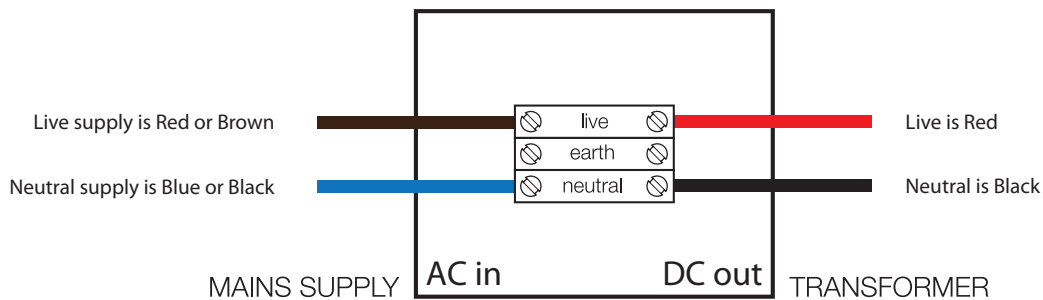 Live supply is Red or Brown
live
Live is Red
earth
Neutral supply is Blue or Black
neutral
Neutral is Black
MAINS SUPPLY
AC in
DC out
TRANSFORMER